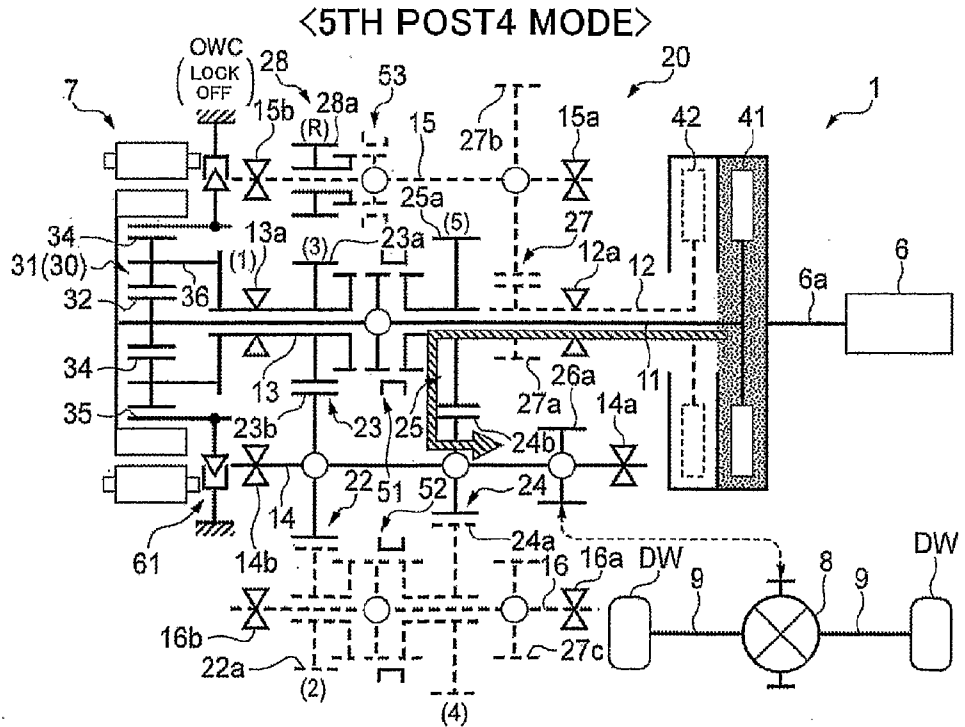 <5TH POST4 MODE>
OWC
(LOCK
OFF)
28
53
20
7
15b
(R)
28a
27b
15a
42
41
1
15
25a
(5)
34
13a
(3)
23a
27
12a
31(30)
(1)
12
6
32
36
6a
34
13
26a
11
35
23b
23
25
27a
14a
24b
22
51
52
24
14
61
14b
24a
16a
DW
DW
16
9
8
9
16b
22a
(2)
27c
(4)